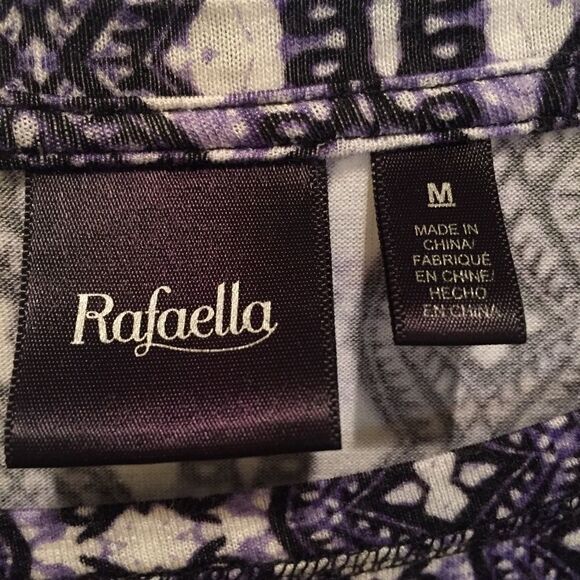 Rafaella
M
MADE IN
CHINA/
FABRIQUÉ
EN CHINE/
HECHO
EN CHINA